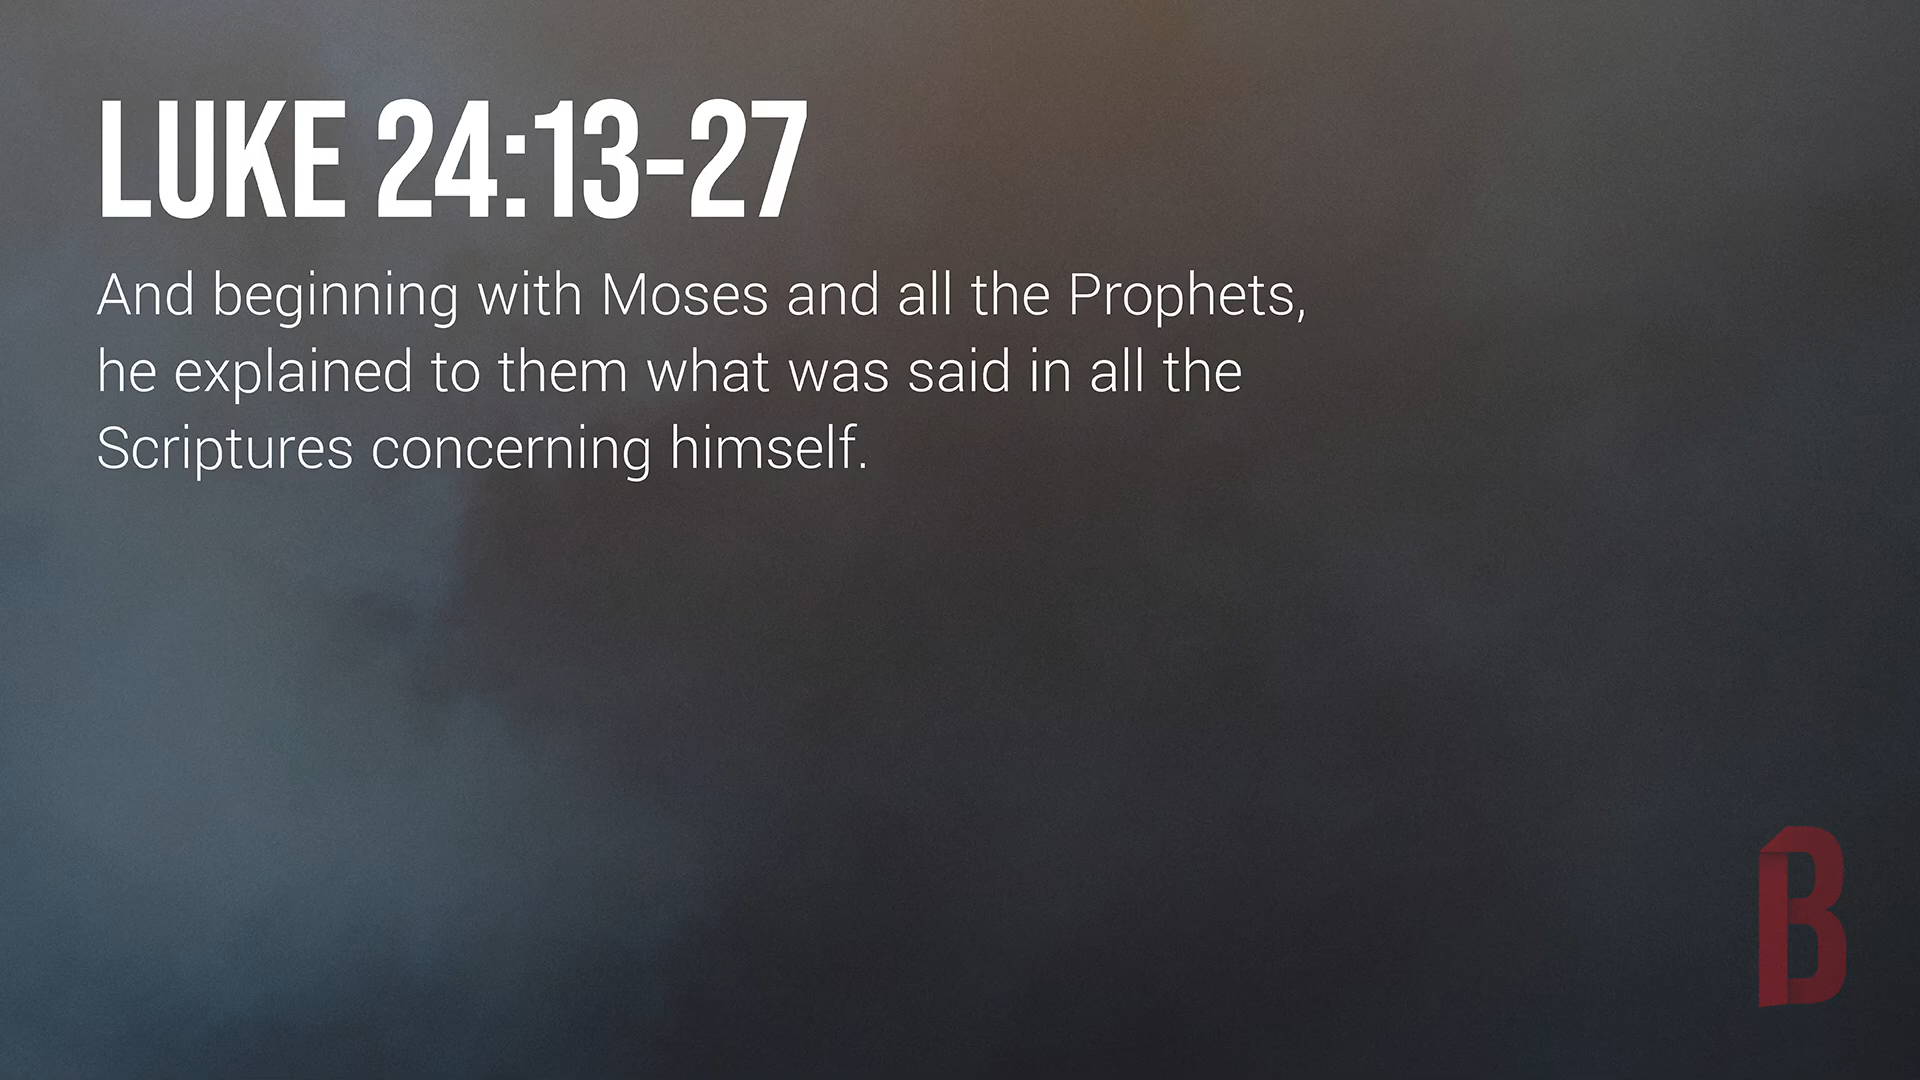 LUKE 24:13-27
And beginning with Moses and all the Prophets,
he explained to them what was said in all the
Scriptures concerning himself.
B